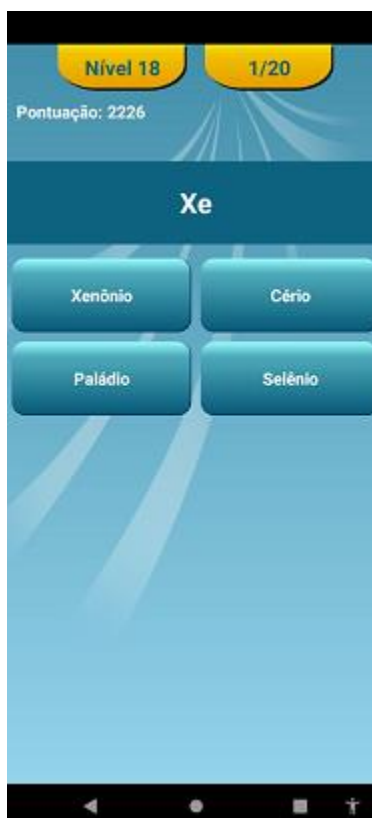 Nível 18 1/20
Pontuação: 2226
Xe
Xenônio Cério
Paládio Selênio